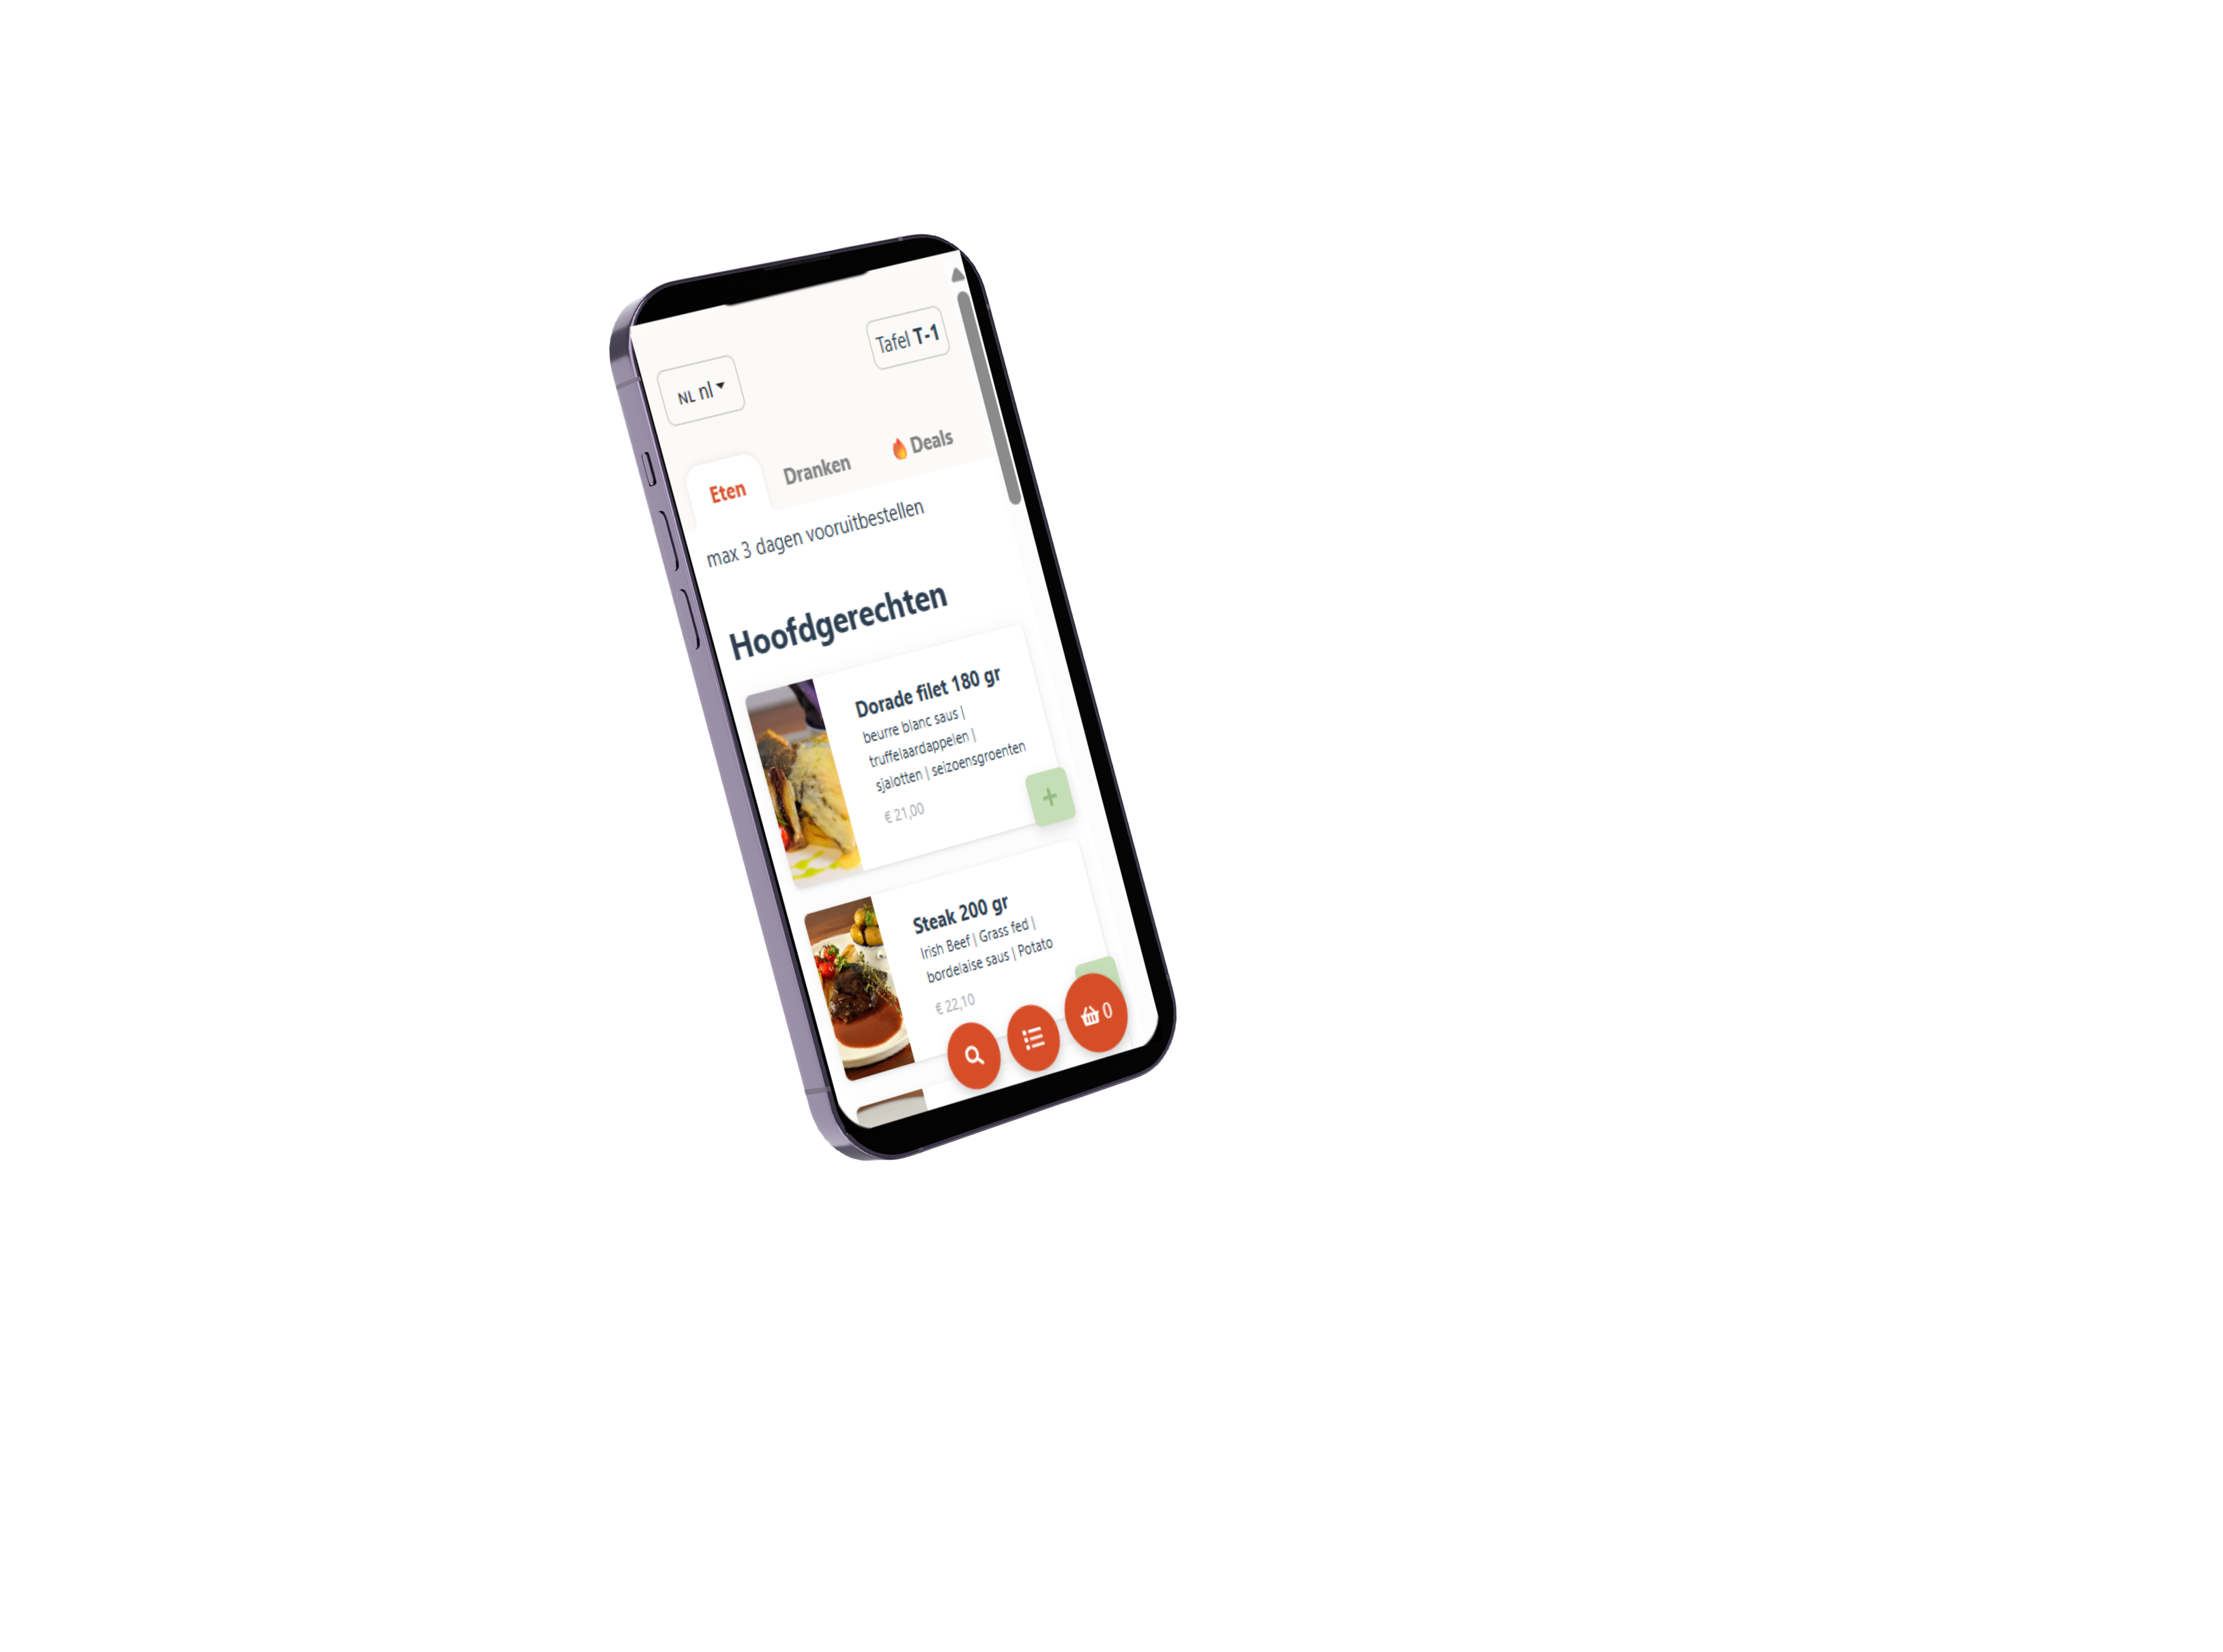 Tafel T-1
NL nl
Eten Dranken Deals
max 3 dagen vooruitbestellen
Hoofdgerechten
Dorade filet 180 gr
beurre blanc saus |
truffelaardappelen |
sjalotten | seizoensgroenten
€ 21,00
Steak 200 gr
Irish Beef | Grass fed |
bordelaise saus | Potato
€ 22,10
0